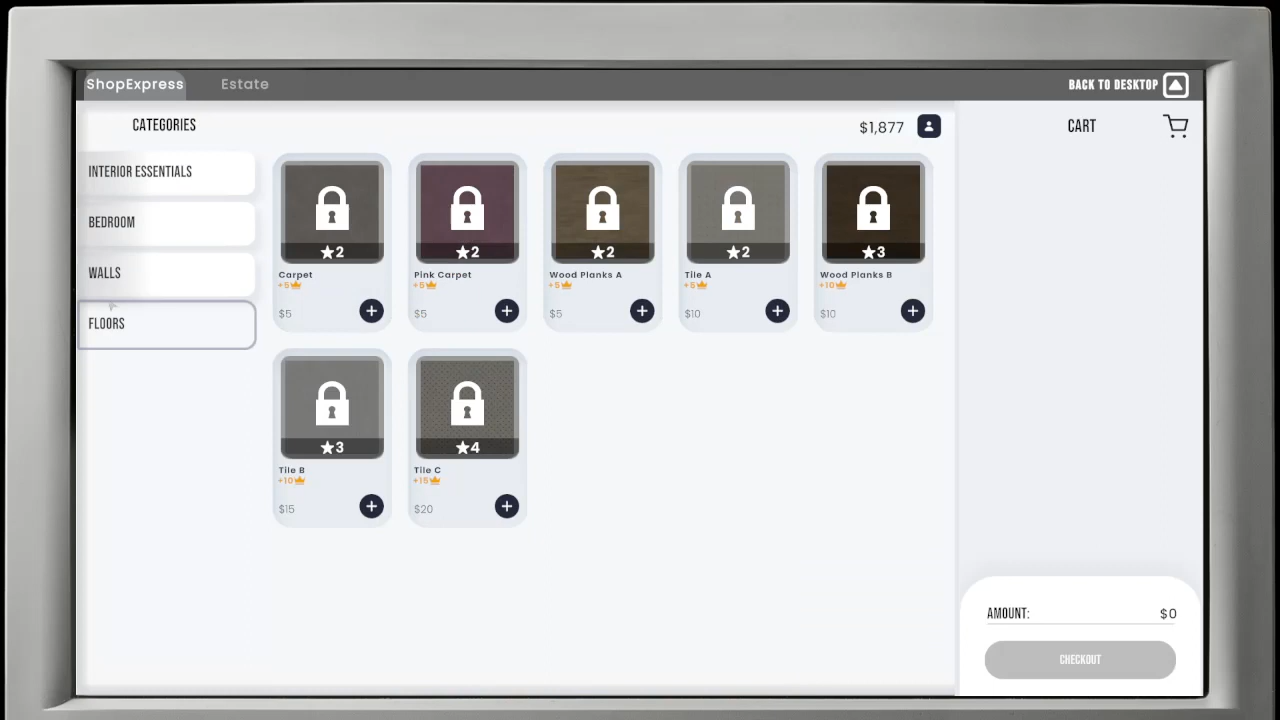 ShopExpress
Estate
BACK TO DESKTOP
CATEGORIES
$1,877
CART
INTERIOR ESSENTIALS
BEDROOM
WALLS
FLOORS
2
Carpet
+5
$5
2
Pink Carpet
+5
$5
2
Wood Planks A
+5
$5
2
Tile A
+5
$10
3
Wood Planks B
+10
$10
3
Tile B
+10
$15
4
Tile C
+15
$20
AMOUNT: $0
CHECKOUT